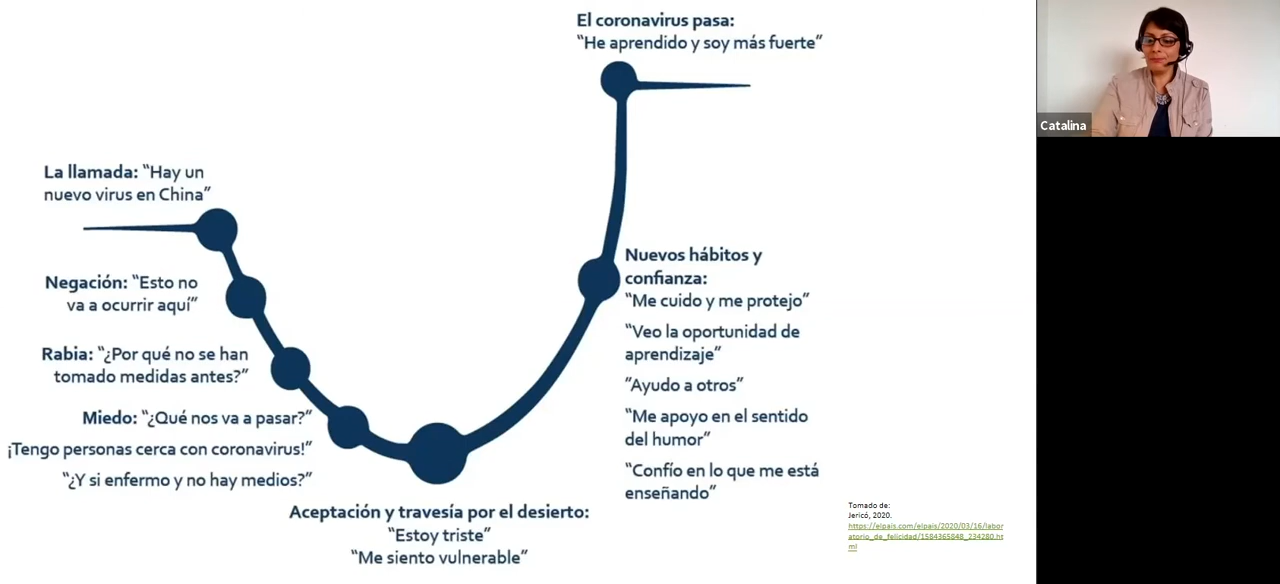 El coronavirus pasa:
“He aprendido y soy más fuerte”
Catalina
La llamada: “Hay un
nuevo virus en China”
Negación: “Esto no
va a ocurrir aquí”
Rabia: “¿Por qué no se han
tomado medidas antes?”
Miedo: “¿Qué nos va a pasar?”
¡Tengo personas cerca con coronavirus!”
“¿Y si enfermo y no hay medios?”
Aceptación y travesía por el desierto:
“Estoy triste”
“Me siento vulnerable”
Nuevos hábitos y
confianza:
“Me cuido y me protejo”
“Veo la oportunidad de
aprendizaje”
“Ayudo a otros”
“Me apoyo en el sentido
del humor”
“Confío en lo que me está
enseñando”
Tomado de:
Jericó, 2020.
https://elpais.com/elpais/2020/03/16/labor
atorio_de_felicidad/1584365848_234280.ht
ml